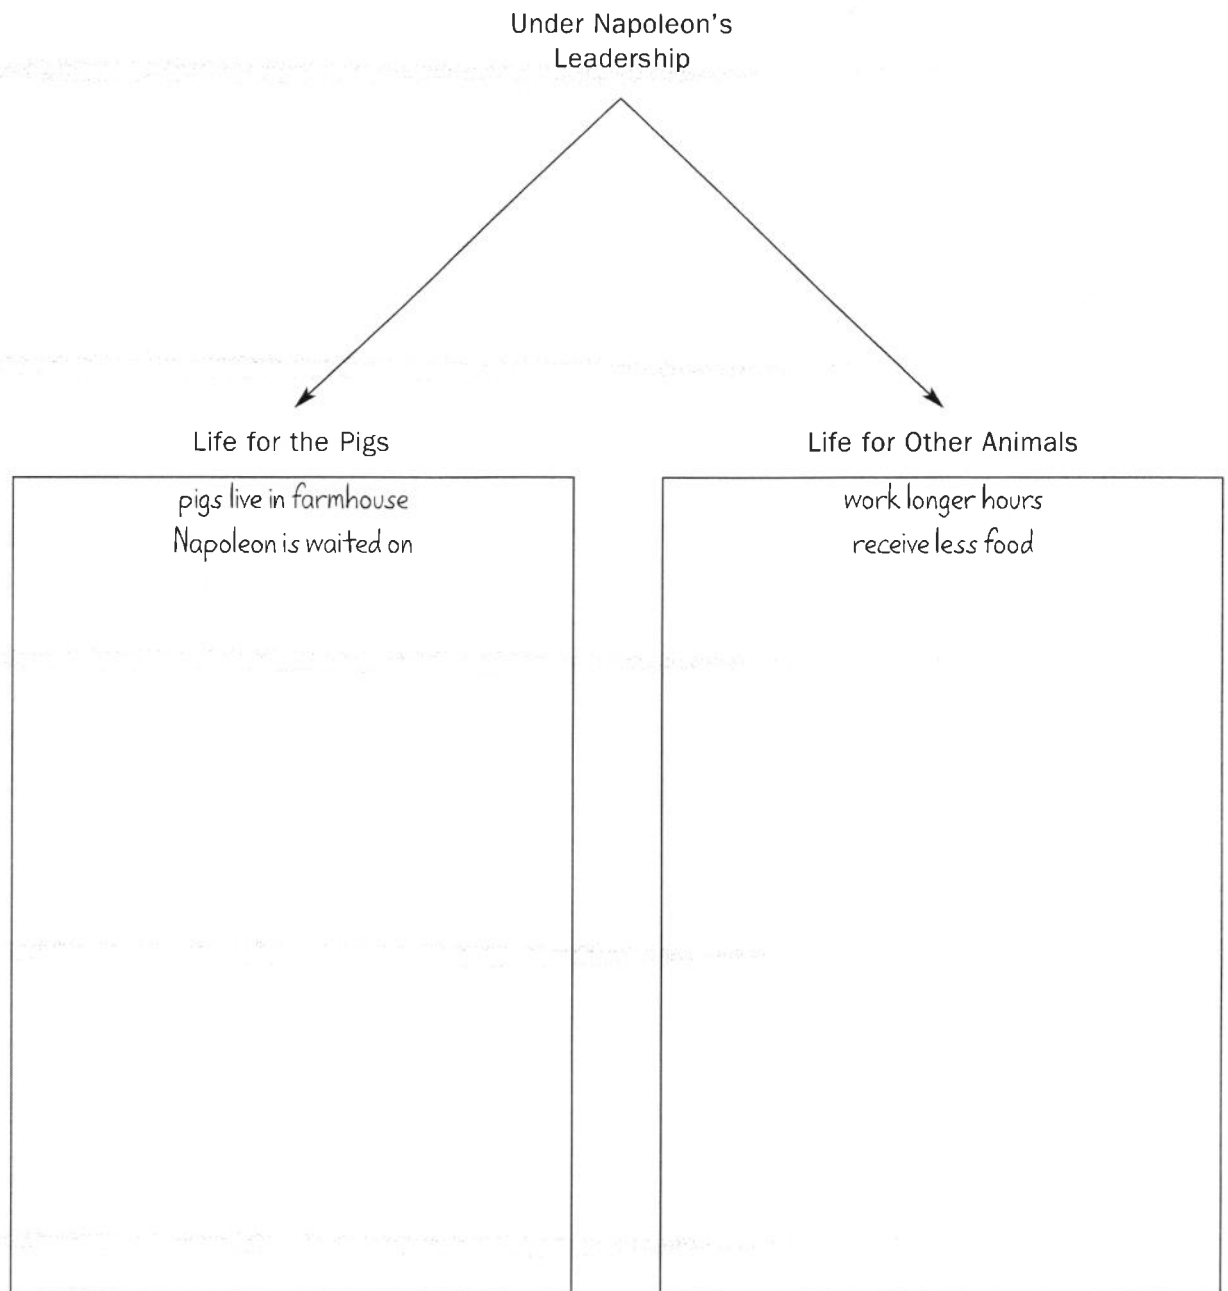 Under Napoleon's
Leadership
Life for the Pigs
pigs live in farmhouse
Napoleon is waited on
Life for Other Animals
work longer hours
receive less food